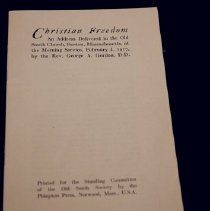 Christian Freedom
An Address Delivered in the Old
South Church, Boston, Massachusetts, at
the Morning Service, February 4, 1917,
by the Rev. George A. Gordon, D.D.
Printed for the Standing Committee
of the Old South Society by the
Plimpton Press, Norwood, Mass., U.S.A.